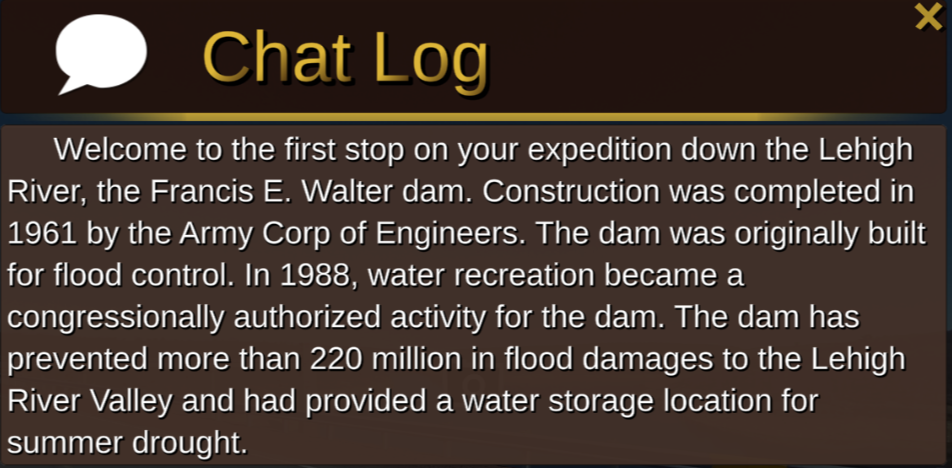 Chat Log
Welcome to the first stop on your expedition down the Lehigh
River, the Francis E. Walter dam. Construction was completed in
1961 by the Army Corp of Engineers. The dam was originally built
for flood control. In 1988, water recreation became a
congressionally authorized activity for the dam. The dam has
prevented more than 220 million in flood damages to the Lehigh
River Valley and had provided a water storage location for
summer drought.